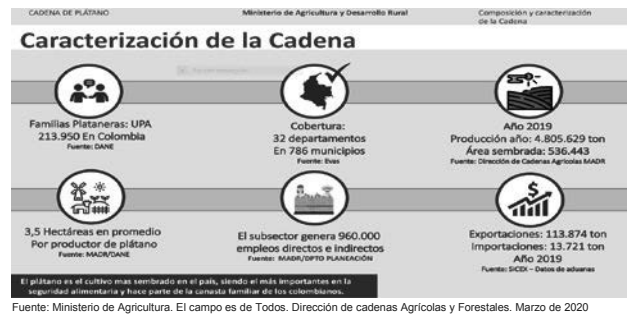 CADENA DE PLÁTANO
Ministerio de Agricultura y Desarrollo Rural
Composición y caracterización
de la Cadena
Caracterización de la Cadena
Familias Plataneras: UPA
213.950 En Colombia
Fuente: DANE
Cobertura:
32 departamentos
En 786 municipios
Fuente: Evas
Año 2019
Producción año: 4.805.629 ton
Área sembrada: 536.443
Fuente: Dirección de Cadenas Agrícolas MADR
3,5 Hectáreas en promedio
Por productor de plátano
Fuente: MADR/DANE
El subsector genera 960.000
empleos directos e indirectos
Fuente: MADR/DPTO PLANEACIÓN
Exportaciones: 113.874 ton
Importaciones: 13.721 ton
Año 2019
Fuente: SICEX – Datos de aduanas
El plátano es el cultivo mas sembrado en el país, siendo el más importantes en la
seguridad alimentaria y hace parte de la canasta familiar de los colombianos.
Fuente: Ministerio de Agricultura. El campo es de Todos. Dirección de cadenas Agrícolas y Forestales. Marzo de 2020